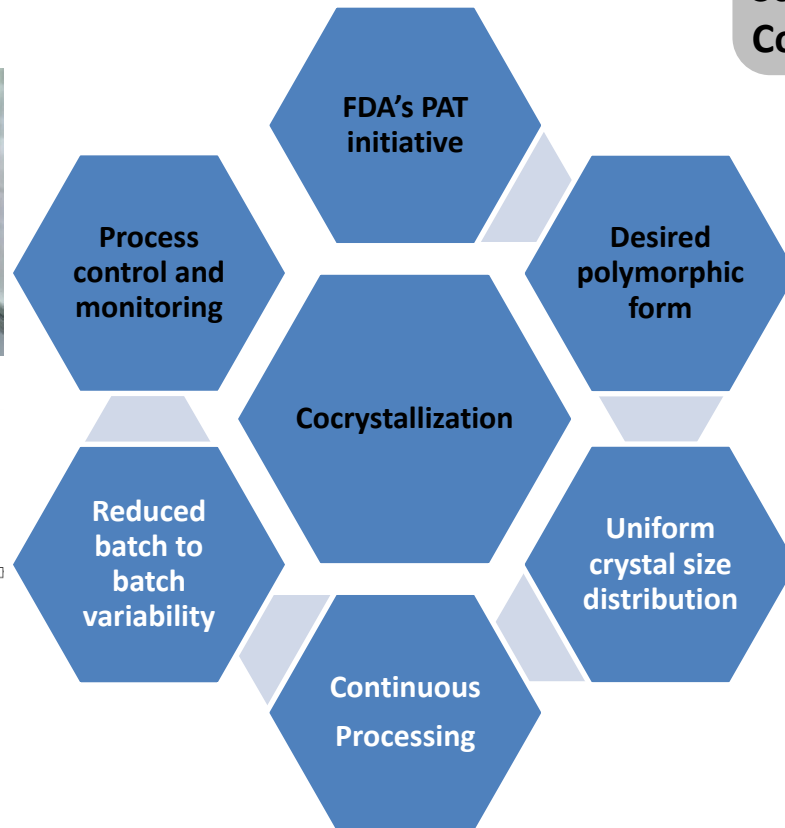 Co
FDA’s PAT
initiative
Process
control and
monitoring
Desired
polymorphic
form
Cocrystallization
Reduced
batch to
batch
variability
Uniform
crystal size
distribution
Continuous
Processing